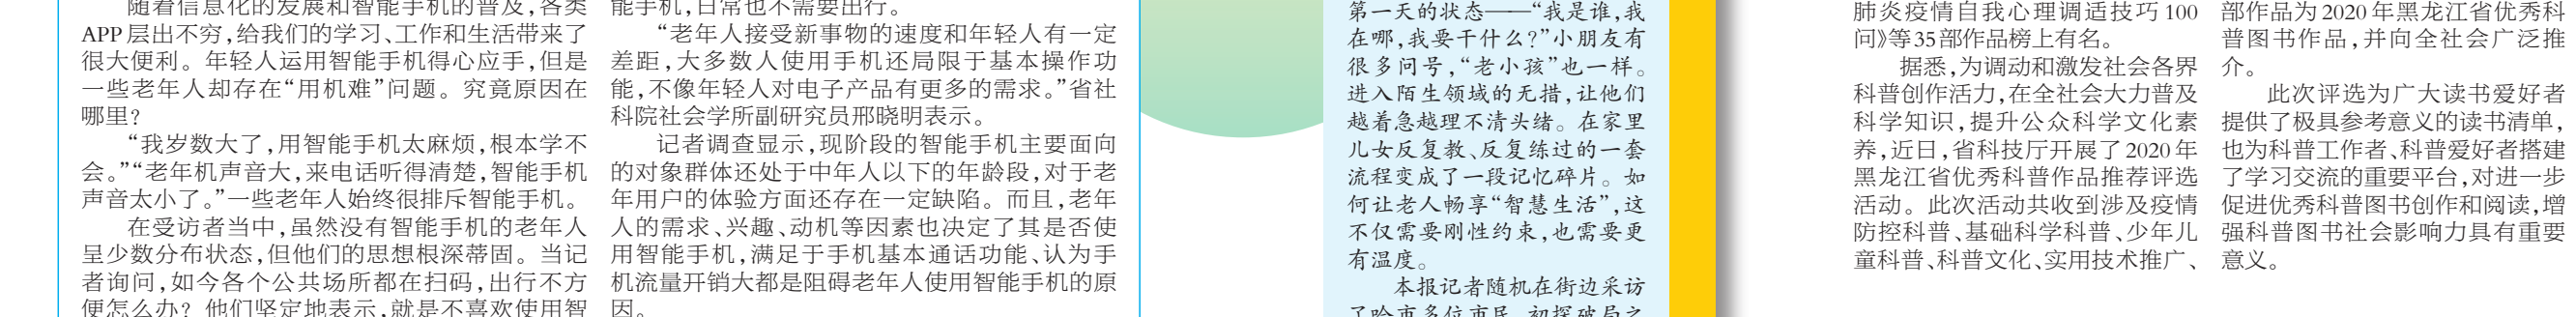 随着信息化的发展和智能手机的普及,各类
APP层出不穷,给我们的学习、工作和生活带来了
很大便利。年轻人运用智能手机得心应手,但是
一些老年人却存在“用机难”问题。究竟原因在
哪里?
“我岁数大了,用智能手机太麻烦,根本学不
会。”“老年机声音大,来电话听得清楚,智能手机
声音太小了。”一些老年人始终很排斥智能手机。
在受访者当中,虽然没有智能手机的老年人
呈少数分布状态,但他们的思想根深蒂固。当记
者询问,如今各个公共场所都在扫码,出行不方
便怎么办?他们坚定地表示,就是不喜欢使用智
能手机,日常也不需要出行。
“老年人接受新事物的速度和年轻人有一定
差距,大多数人使用手机还局限于基本操作功
能,不像年轻人对电子产品有更多的需求。”省社
科院社会学所副研究员邢晓明表示。
记者调查显示,现阶段的智能手机主要面向
的对象群体还处于中年人以下的年龄段,对于老
年用户的体验方面还存在一定缺陷。而且,老年
人的需求、兴趣、动机等因素也决定了其是否使
用智能手机,满足于手机基本通话功能、认为手
机流量开销大都是阻碍老年人使用智能手机的原
因。
第一天的状态——“我是谁,我
在哪,我要干什么?”小朋友有
很多问号,“老小孩”也一样。
进入陌生领域的无措,让他们
越着急越理不清头绪。在家里
儿女反复教、反复练过的一套
流程变成了一段记忆碎片。如
何让老人畅享“智慧生活”,这
不仅需要刚性约束,也需要更
有温度。
本报记者随机在街边采访
了哈市多位市民,初探破局之
肺炎疫情自我心理调适技巧100
问》等35部作品榜上有名。
据悉,为调动和激发社会各界
科普创作活力,在全社会大力普及
科学知识,提升公众科学文化素
养,近日,省科技厅开展了2020年
黑龙江省优秀科普作品推荐评选
活动。此次活动共收到涉及疫情
防控科普、基础科学科普、少年儿
童科普、科普文化、实用技术推广、
部作品为2020年黑龙江省优秀科
普图书作品,并向全社会广泛推
介。
此次评选为广大读书爱好者
提供了极具参考意义的读书清单,
也为科普工作者、科普爱好者搭建
了学习交流的重要平台,对进一步
促进优秀科普图书创作和阅读,增
强科普图书社会影响力具有重要
意义。